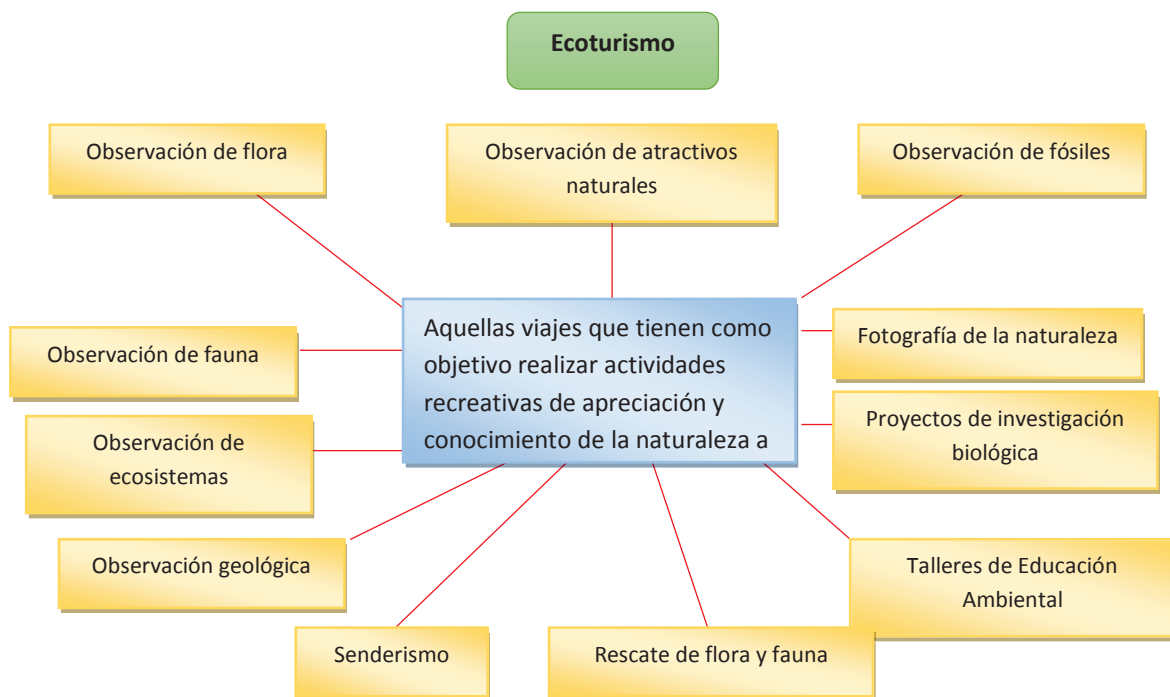 Ecoturismo
Observación de flora
Observación de atractivos
naturales
Observación de fósiles
Aquellas viajes que tienen como
objetivo realizar actividades
recreativas de apreciación y
conocimiento de la naturaleza a
Observación de fauna
Fotografía de la naturaleza
Observación de
ecosistemas
Proyectos de investigación
biológica
Observación geológica
Talleres de Educación
Ambiental
Senderismo
Rescate de flora y fauna